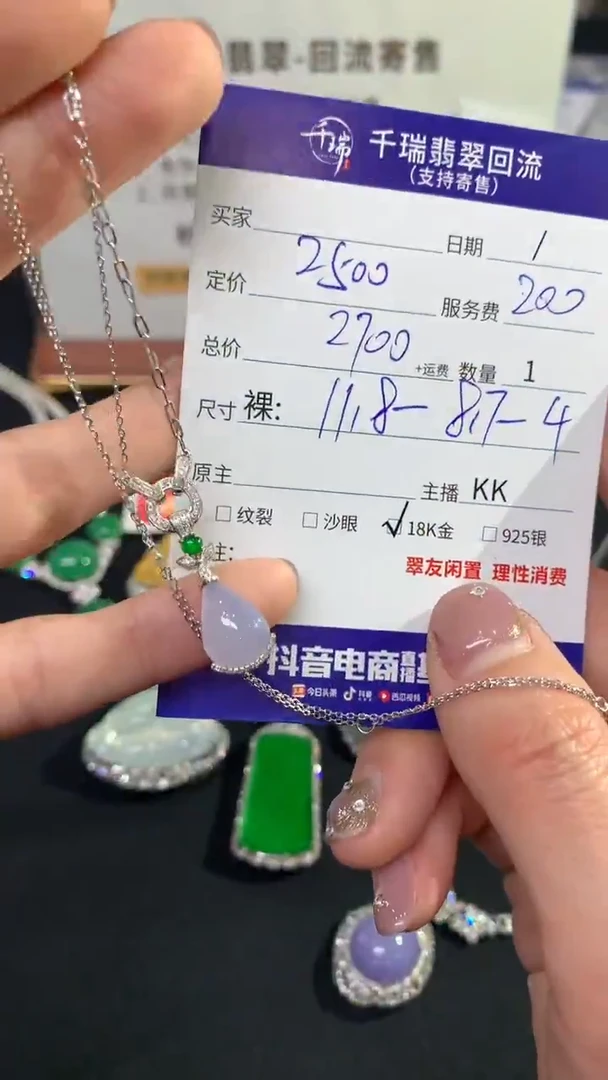 翡翠-回流寄售
千瑞
千瑞翡翠回流
(支持寄售)
买家
日期 /
定价 2500
服务费 200
总价 2700
+运费 数量 1
尺寸 裸: 11.8-8.7-4
原主
主播 KK
纹裂 沙眼 18K金 925银
注:
翠友闲置 理性消费
抖音电商直播
今日头条 抖音 西瓜视频